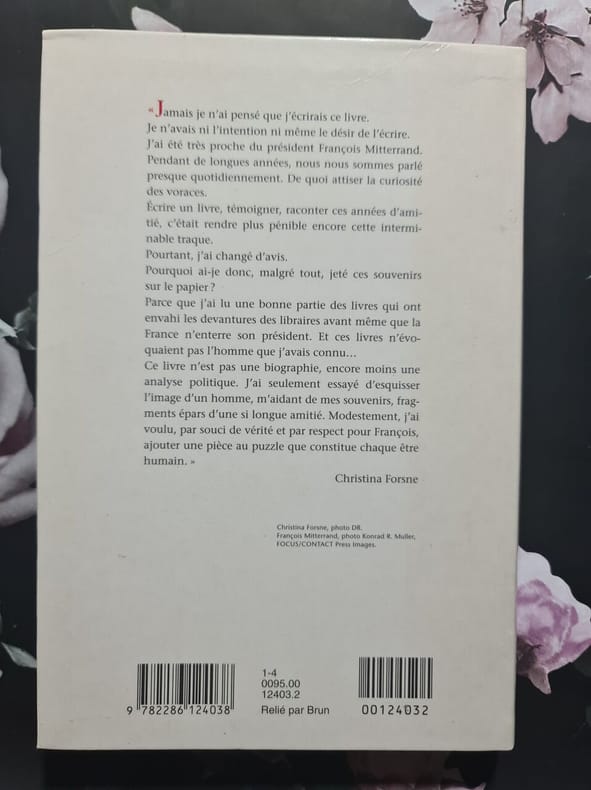 « Jamais je n'ai pensé que j'écrirais ce livre.
Je n'avais ni l'intention ni même le désir de l'écrire.
J'ai été très proche du président François Mitterrand.
Pendant de longues années, nous nous sommes parlé
presque quotidiennement. De quoi attiser la curiosité
des voraces.
Écrire un livre, témoigner, raconter ces années d'ami-
tié, c'était rendre plus pénible encore cette intermi-
nable traque.
Pourtant, j'ai changé d'avis.
Pourquoi ai-je donc, malgré tout, jeté ces souvenirs
sur le papier ?
Parce que j'ai lu une bonne partie des livres qui ont
envahi les devantures des libraires avant même que la
France n'enterre son président. Et ces livres n'évo-
quaient pas l'homme que j'avais connu...
Ce livre n'est pas une biographie, encore moins une
analyse politique. J'ai seulement essayé d'esquisser
l'image d'un homme, m'aidant de mes souvenirs, frag-
ments épars d'une si longue amitié. Modestement, j'ai
voulu, par souci de vérité et par respect pour François,
ajouter une pièce au puzzle que constitue chaque être
humain. »
Christina Forsne
Christina Forsne, photo DR.
François Mitterrand, photo Konrad R. Muller,
FOCUS/CONTACT Press Images.
9 782286 124038
1-4
0095.00
12403.2
Relié par Brun
00124032